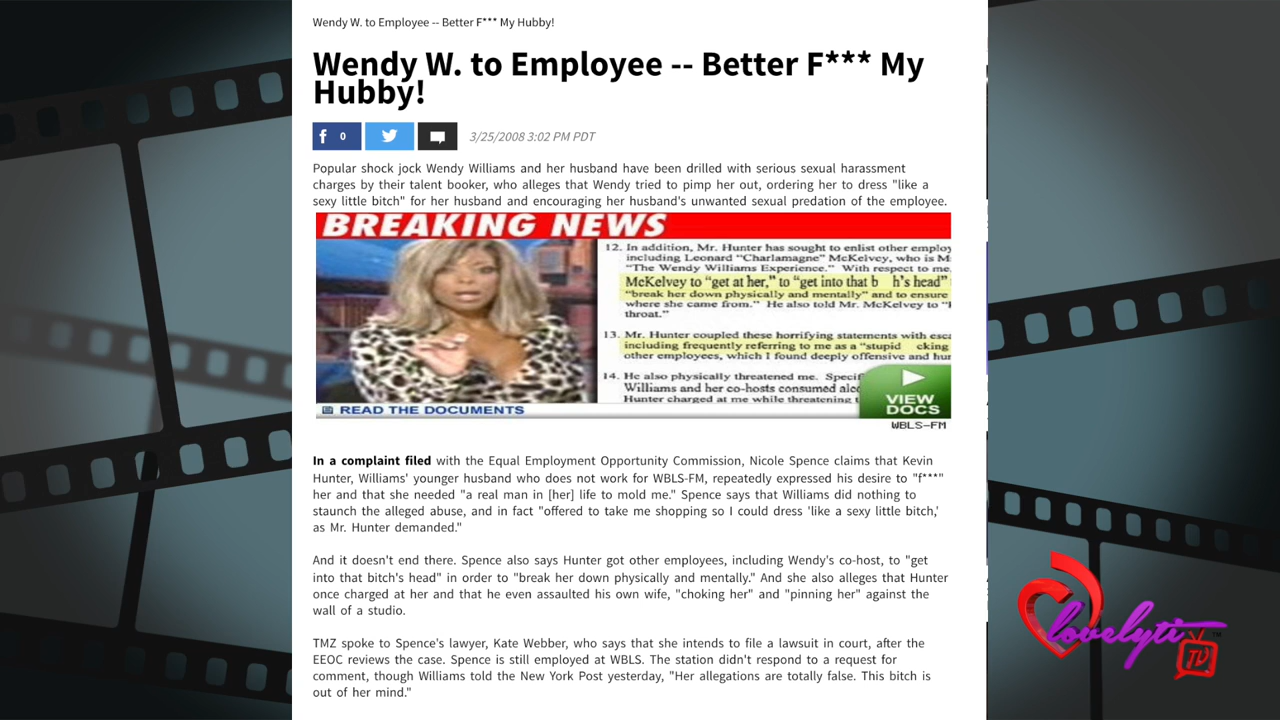 Wendy W. to Employee -- Better F*** My Hubby!
Wendy W. to Employee -- Better F*** My
Hubby!
f 0
3/25/2008 3:02 PM PDT
Popular shock jock Wendy Williams and her husband have been drilled with serious sexual harassment
charges by their talent booker, who alleges that Wendy tried to pimp her out, ordering her to dress "like a
sexy little bitch" for her husband and encouraging her husband's unwanted sexual predation of the employee.
BREAKING NEWS
12. In addition, Mr. Hunter has sought to enlist other employ
including Leonard "Charlamagne" McKelvey, who is M
"The Wendy Williams Experience." With respect to me
McKelvey to "get at her," to "get into that b h's head"
"break her down physically and mentally" and to ensure
where she came from." He also told Mr. McKelvey to "
throat."
13. Mr. Hunter coupled these horrifying statements with esca
including frequently referring to me as a "stupid cking
other employees, which I found deeply offensive and hu
14. He also physically threatened me. Specif
Williams and her co-hosts consumed alco
Hunter charged at me while threatening t
READ THE DOCUMENTS
VIEW
DOCS
WBLS-FM
In a complaint filed with the Equal Employment Opportunity Commission, Nicole Spence claims that Kevin
Hunter, Williams' younger husband who does not work for WBLS-FM, repeatedly expressed his desire to "f***"
her and that she needed "a real man in [her] life to mold me." Spence says that Williams did nothing to
staunch the alleged abuse, and in fact "offered to take me shopping so I could dress 'like a sexy little bitch,'
as Mr. Hunter demanded."
And it doesn't end there. Spence also says Hunter got other employees, including Wendy's co-host, to "get
into that bitch's head" in order to "break her down physically and mentally." And she also alleges that Hunter
once charged at her and that he even assaulted his own wife, "choking her" and "pinning her" against the
wall of a studio.
TMZ spoke to Spence's lawyer, Kate Webber, who says that she intends to file a lawsuit in court, after the
EEOC reviews the case. Spence is still employed at WBLS. The station didn't respond to a request for
comment, though Williams told the New York Post yesterday, "Her allegations are totally false. This bitch is
out of her mind."
lovelyti
TM
TV